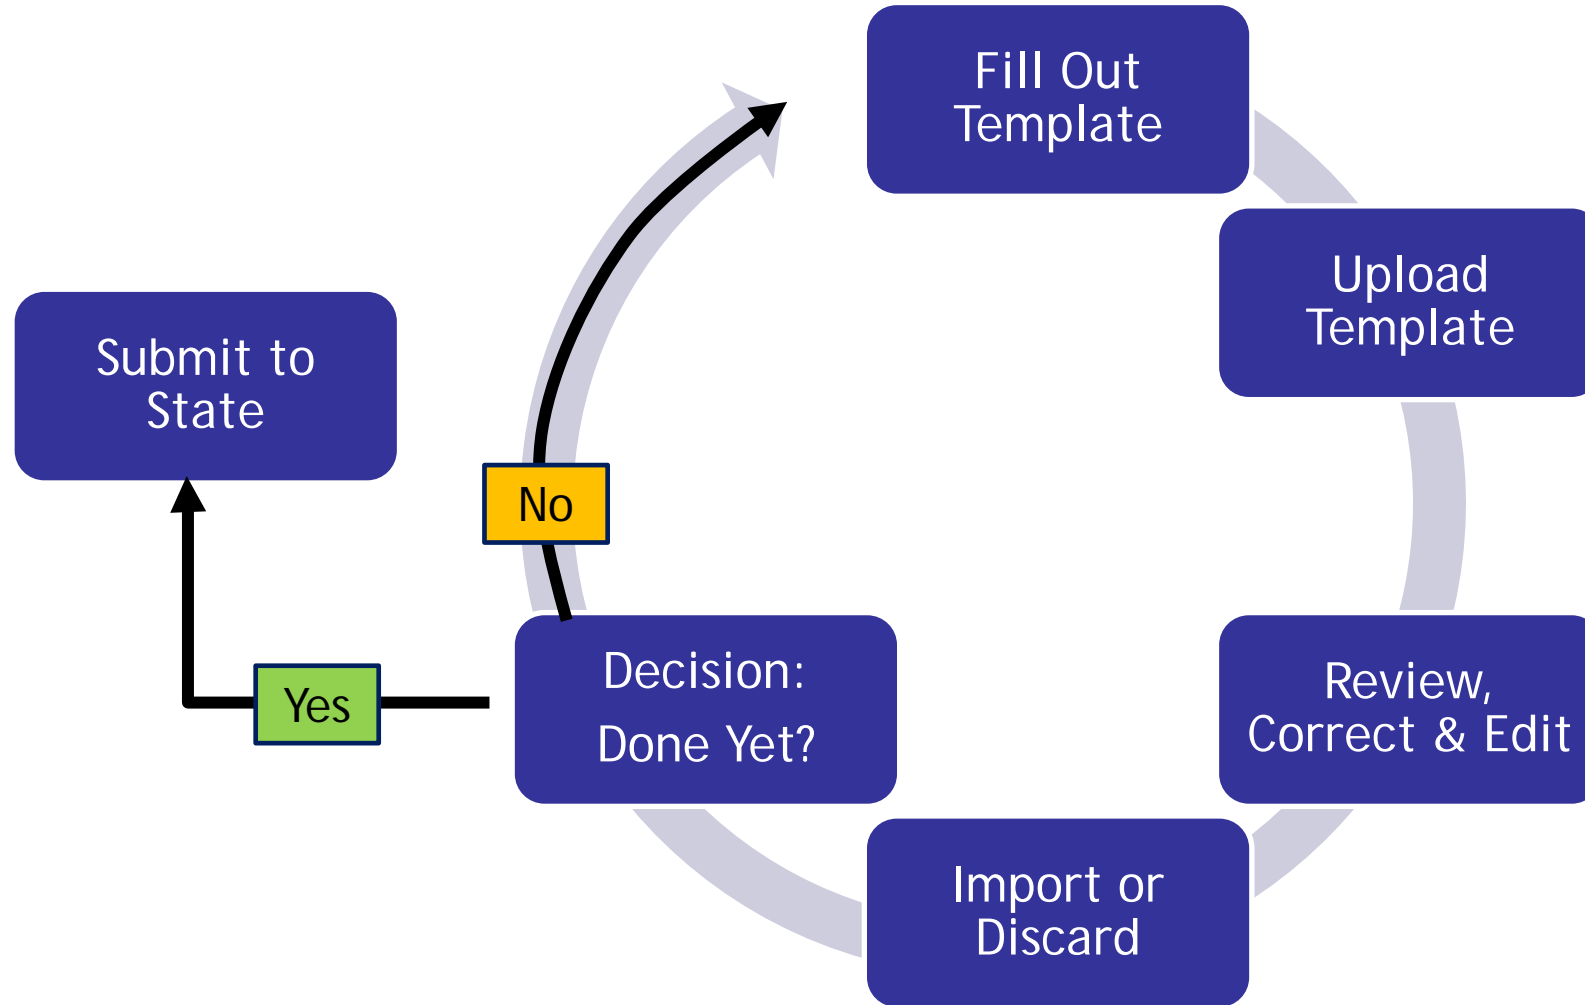 Fill Out
Template
Upload
Template
Submit to
State
No
Review,
Correct & Edit
Decision:
Done Yet?
Yes
Import or
Discard